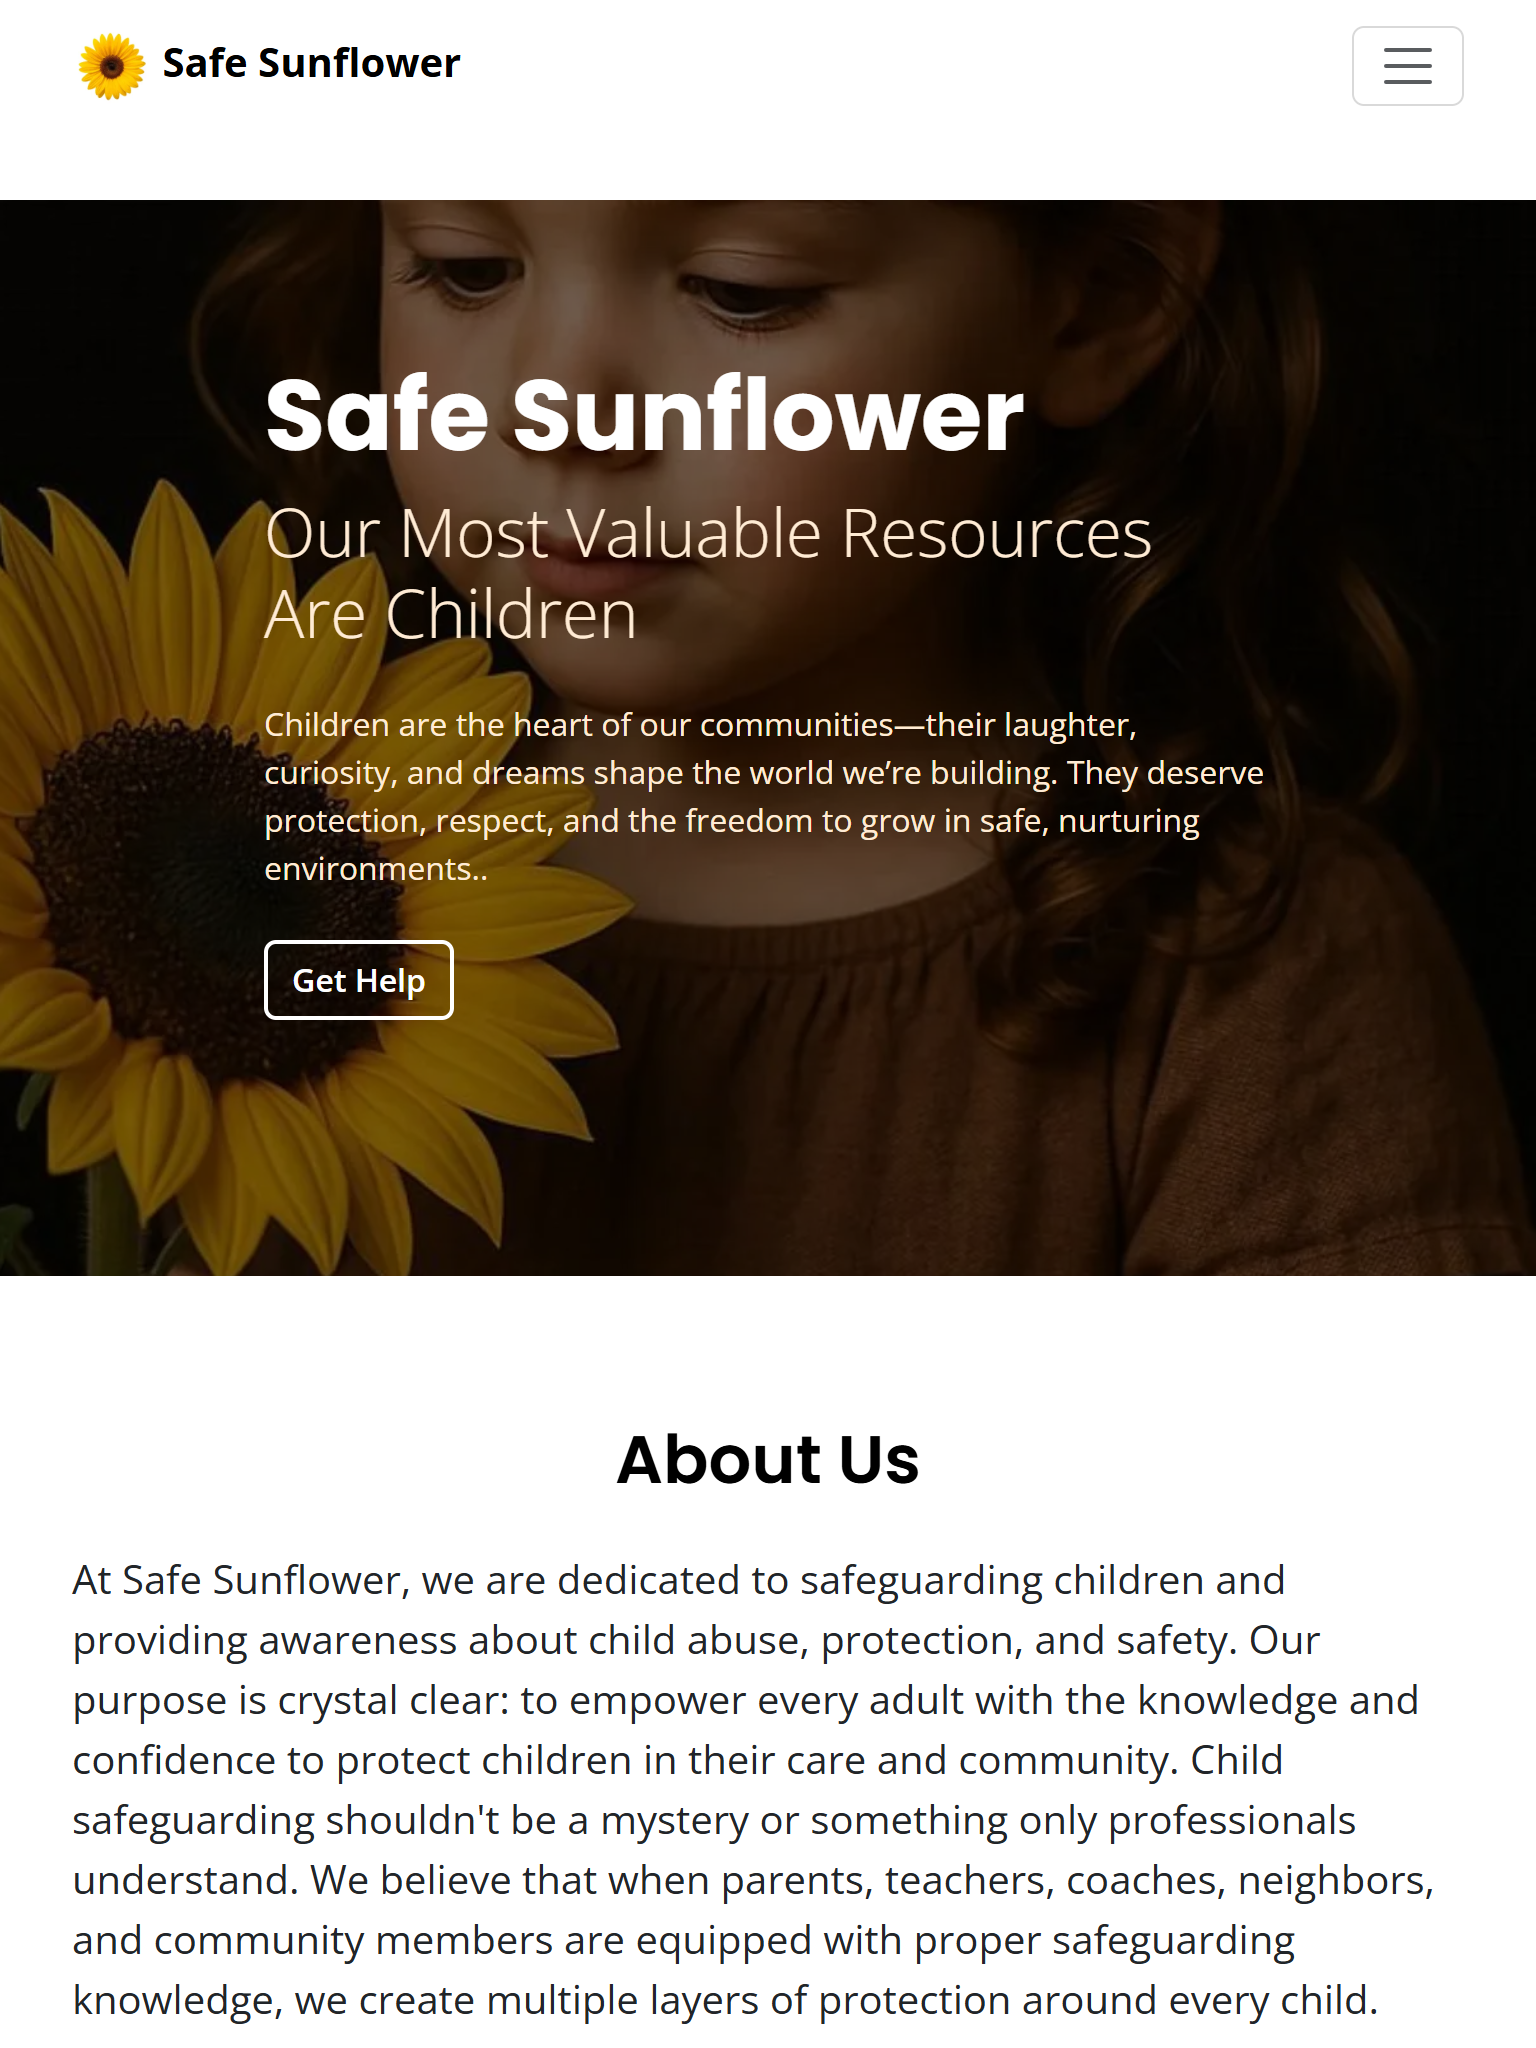 Safe Sunflower
Safe Sunflower
Our Most Valuable Resources
Are Children
Children are the heart of our communities—their laughter,
curiosity, and dreams shape the world we’re building. They deserve
protection, respect, and the freedom to grow in safe, nurturing
environments..
Get Help
About Us
At Safe Sunflower, we are dedicated to safeguarding children and
providing awareness about child abuse, protection, and safety. Our
purpose is crystal clear: to empower every adult with the knowledge and
confidence to protect children in their care and community. Child
safeguarding shouldn't be a mystery or something only professionals
understand. We believe that when parents, teachers, coaches, neighbors,
and community members are equipped with proper safeguarding
knowledge, we create multiple layers of protection around every child.